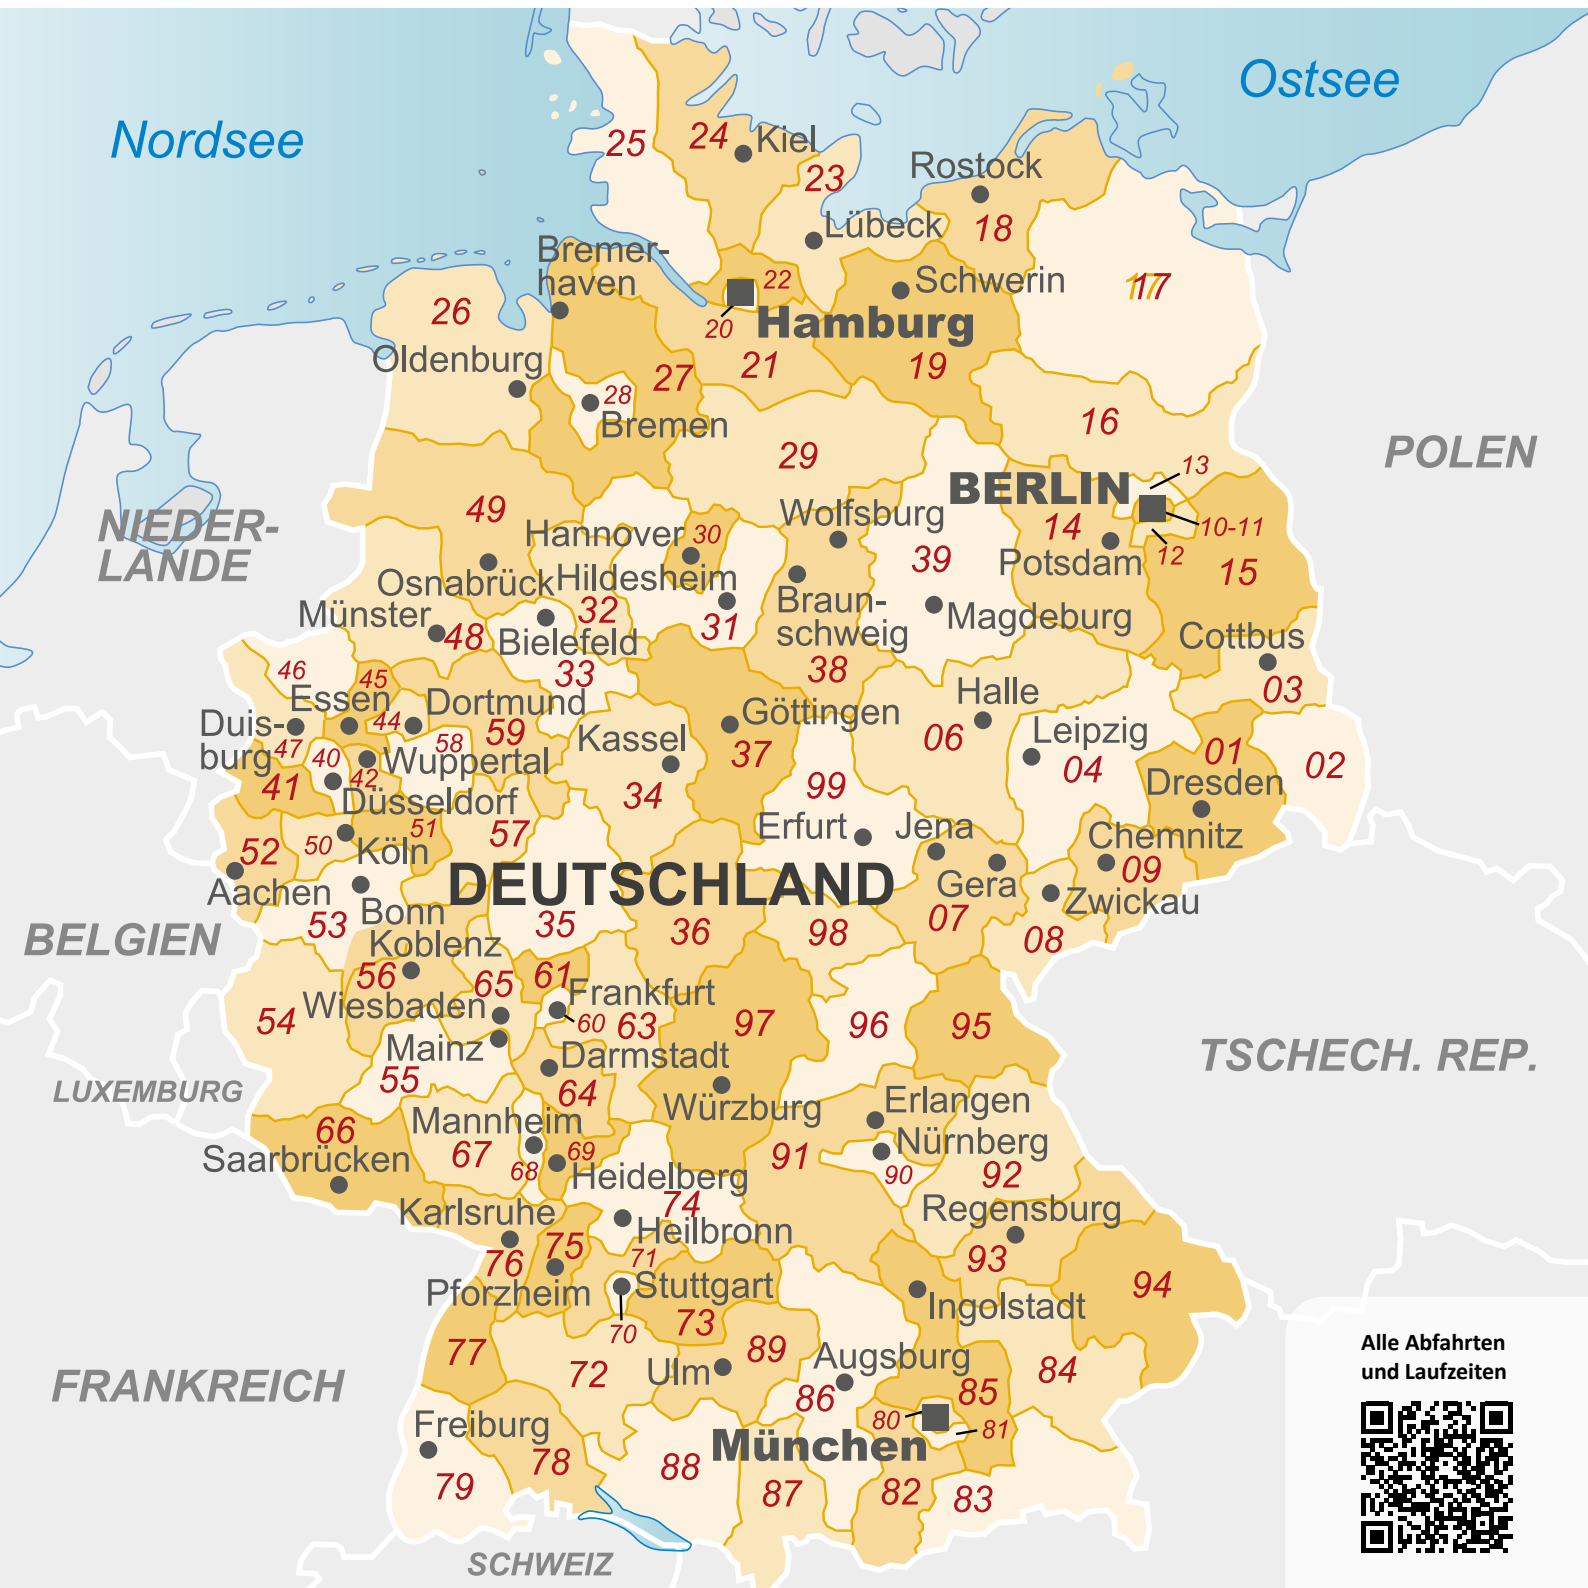 Nordsee
Ostsee
25
24
Kiel
23
Rostock
18
Lübeck
Bremer-
haven
22
Schwerin
17
26
20
Hamburg
Oldenburg
27
21
19
28
Bremen
16
29
POLEN
13
BERLIN
49
NIEDER-
LANDE
Hannover
30
Wolfsburg
14
10-11
12
Potsdam
15
39
Osnabrück
Hildesheim
Münster
48
32
Bielefeld
31
Braun-
schweig
Magdeburg
Cottbus
46
45
33
38
03
Essen
Dortmund
Halle
Duis-
burg
44
47
59
58
40
42
Wuppertal
Kassel
Göttingen
37
06
Leipzig
04
01
02
Dresden
41
Düsseldorf
34
99
52
50
51
Köln
57
Erfurt
Jena
Chemnitz
09
Aachen
DEUTSCHLAND
Gera
Zwickau
53
Bonn
35
36
98
07
08
BELGIEN
Koblenz
56
65
61
Frankfurt
54
Wiesbaden
60
63
97
96
95
Mainz
Darmstadt
TSCHECH. REP.
LUXEMBURG
55
64
Würzburg
Erlangen
66
Mannheim
Nürnberg
Saarbrücken
67
68
69
Heidelberg
91
90
92
Karlsruhe
74
Heilbronn
Regensburg
76
75
71
93
94
Pforzheim
Stuttgart
Ingolstadt
70
73
77
72
Ulm
89
Augsburg
84
FRANKREICH
86
85
Alle Abfahrten
und Laufzeiten
Freiburg
80
81
München
79
78
88
87
82
83
SCHWEIZ